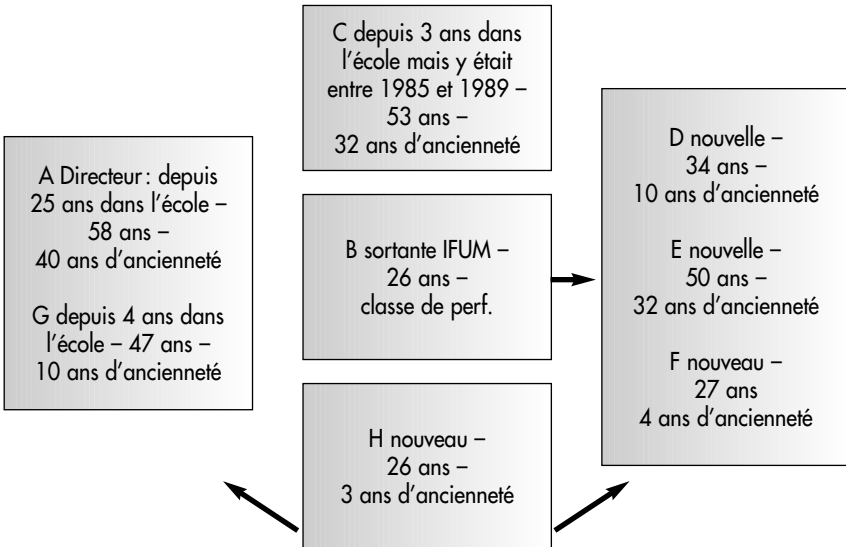 C depuis 3 ans dans
l'école mais y était
entre 1985 et 1989 –
53 ans –
32 ans d'ancienneté
A Directeur : depuis
25 ans dans l'école –
58 ans –
40 ans d'ancienneté
G depuis 4 ans dans
l'école – 47 ans –
10 ans d'ancienneté
B sortante IFUM –
26 ans –
classe de perf.
D nouvelle –
34 ans –
10 ans d'ancienneté
E nouvelle –
50 ans –
32 ans d'ancienneté
F nouveau –
27 ans
4 ans d'ancienneté
H nouveau –
26 ans –
3 ans d'ancienneté